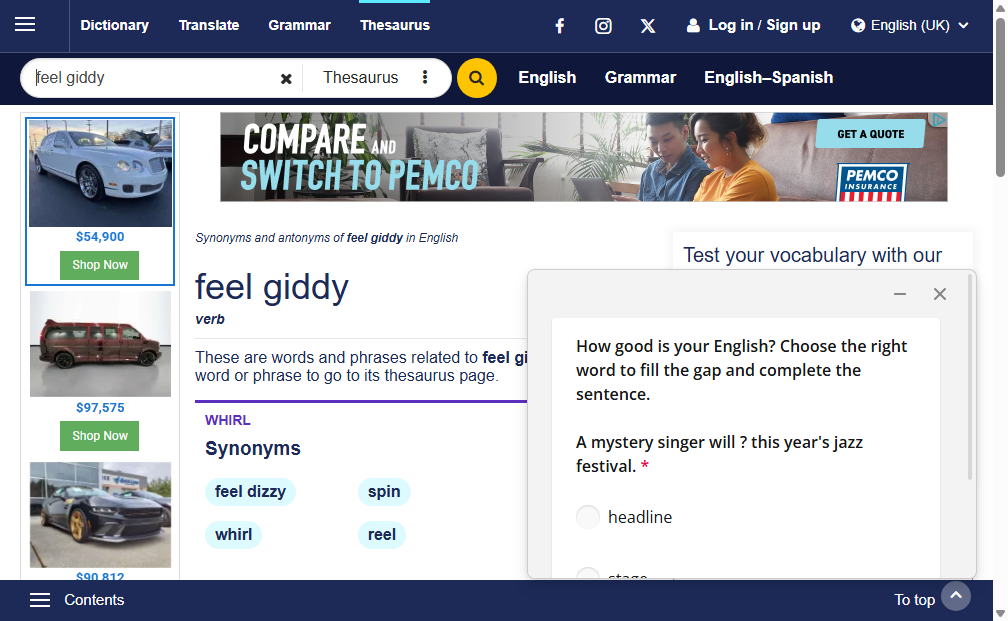 Dictionary Translate Grammar Thesaurus Log in / Sign up English (UK)
feel giddy Thesaurus English Grammar English–Spanish
COMPARE AND
SWITCH TO PEMCO
GET A QUOTE
PEMCO
INSURANCE
$54,900
Shop Now
$97,575
Shop Now
$90,812
Synonyms and antonyms of feel giddy in English
feel giddy
verb
These are words and phrases related to feel gi
word or phrase to go to its thesaurus page.
WHIRL
Synonyms
feel dizzy spin
whirl reel
Test your vocabulary with our
How good is your English? Choose the right
word to fill the gap and complete the
sentence.
A mystery singer will ? this year's jazz
festival. *
headline
stage
Contents To top